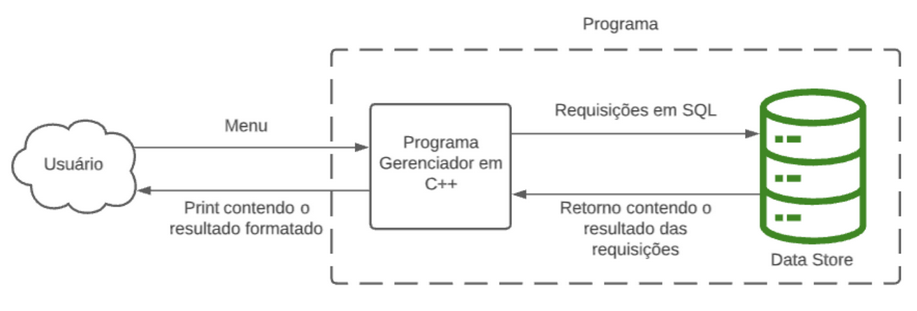 Programa
Usuário
Menu
Print contendo o
resultado formatado
Programa
Gerenciador em
C++
Requisições em SQL
Retorno contendo o
resultado das
requisições
Data Store